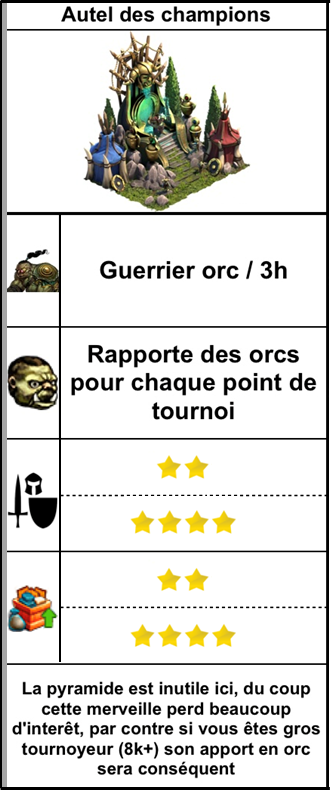 Autel des champions
Guerrier orc / 3h
Rapporte des orcs
pour chaque point de
tournoi
La pyramide est inutile ici, du coup
cette merveille perd beaucoup
d'interêt, par contre si vous êtes gros
tournoyeur (8k+) son apport en orc
sera conséquent